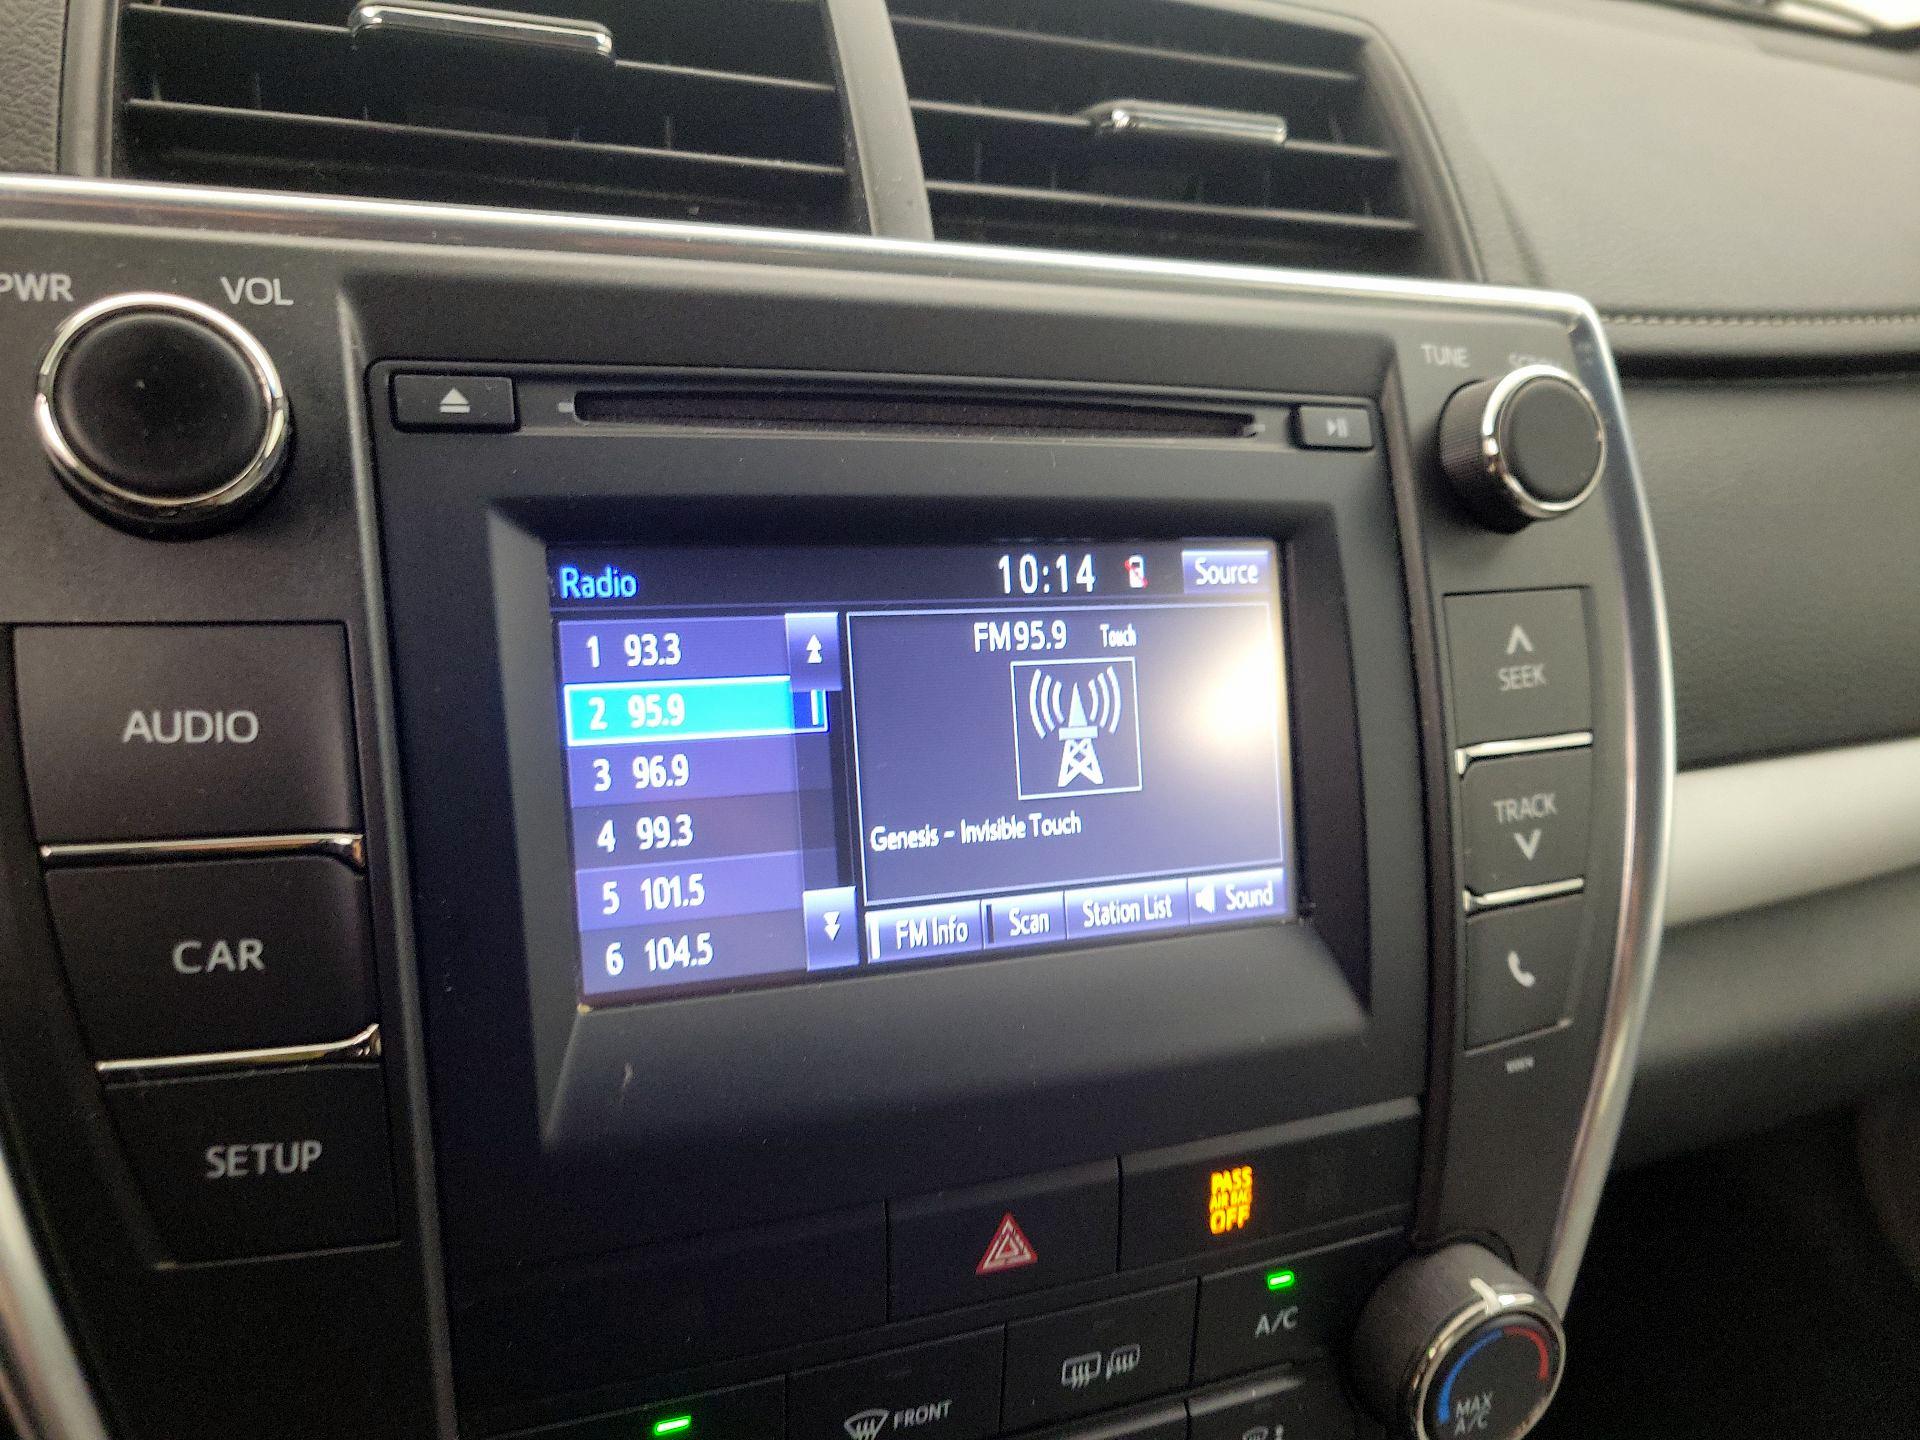 PWR VOL
TUNE
Radio 10:14 Source
1 93.3
2 95.9
3 96.9
4 99.3
5 101.5
6 104.5
FM 95.9 Touch
Genesis - Invisible Touch
FM Info Scan Station List Sound
AUDIO
CAR
SETUP
SEEK
TRACK
PASS
AIR BAG
OFF
A/C
FRONT
MAX
A/C